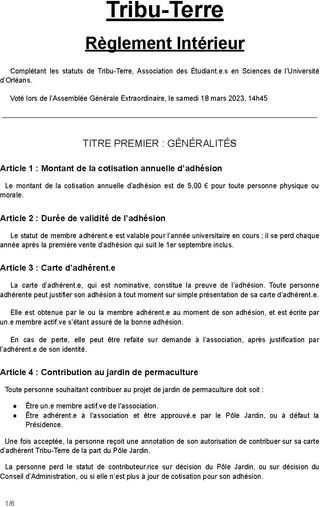 Tribu-Terre
Règlement Intérieur
Complétant les statuts de Tribu-Terre, Association des Étudiant.e.s en Sciences de l'Université
d'Orléans.
Voté lors de l'Assemblée Générale Extraordinaire, le samedi 18 mars 2023, 14h45
TITRE PREMIER : GÉNÉRALITÉS
Article 1 : Montant de la cotisation annuelle d'adhésion
Le montant de la cotisation annuelle d'adhésion est de 5,00 € pour toute personne physique ou
morale.
Article 2 : Durée de validité de l'adhésion
Le statut de membre adhérent.e est valable pour l'année universitaire en cours ; il se perd chaque
année après la première vente d'adhésion qui suit le 1er septembre inclus.
Article 3 : Carte d'adhérent.e
La carte d'adhérent.e, qui est nominative, constitue la preuve de l'adhésion. Toute personne
adhérente peut justifier son adhésion à tout moment sur simple présentation de sa carte d'adhérent.e.
Elle est obtenue par le ou la membre adhérent.e au moment de son adhésion, et est écrite par
un.e membre actif.ve s'étant assuré de la bonne adhésion.
En cas de perte, elle peut être refaite sur demande à l'association, après justification par
l'adhérent.e de son identité.
Article 4 : Contribution au jardin de permaculture
Toute personne souhaitant contribuer au projet de jardin de permaculture doit soit :
● Être un.e membre actif.ve de l'association.
● Être adhérent.e à l'association et être approuvé.e par le Pôle Jardin, ou à défaut la
Présidence.
Une fois acceptée, la personne reçoit une annotation de son autorisation de contribuer sur sa carte
d'adhérent Tribu-Terre de la part du Pôle Jardin.
La personne perd le statut de contributeur.rice sur décision du Pôle Jardin, ou sur décision du
Conseil d'Administration, ou si elle n'est plus à jour de cotisation pour son adhésion.
1/6